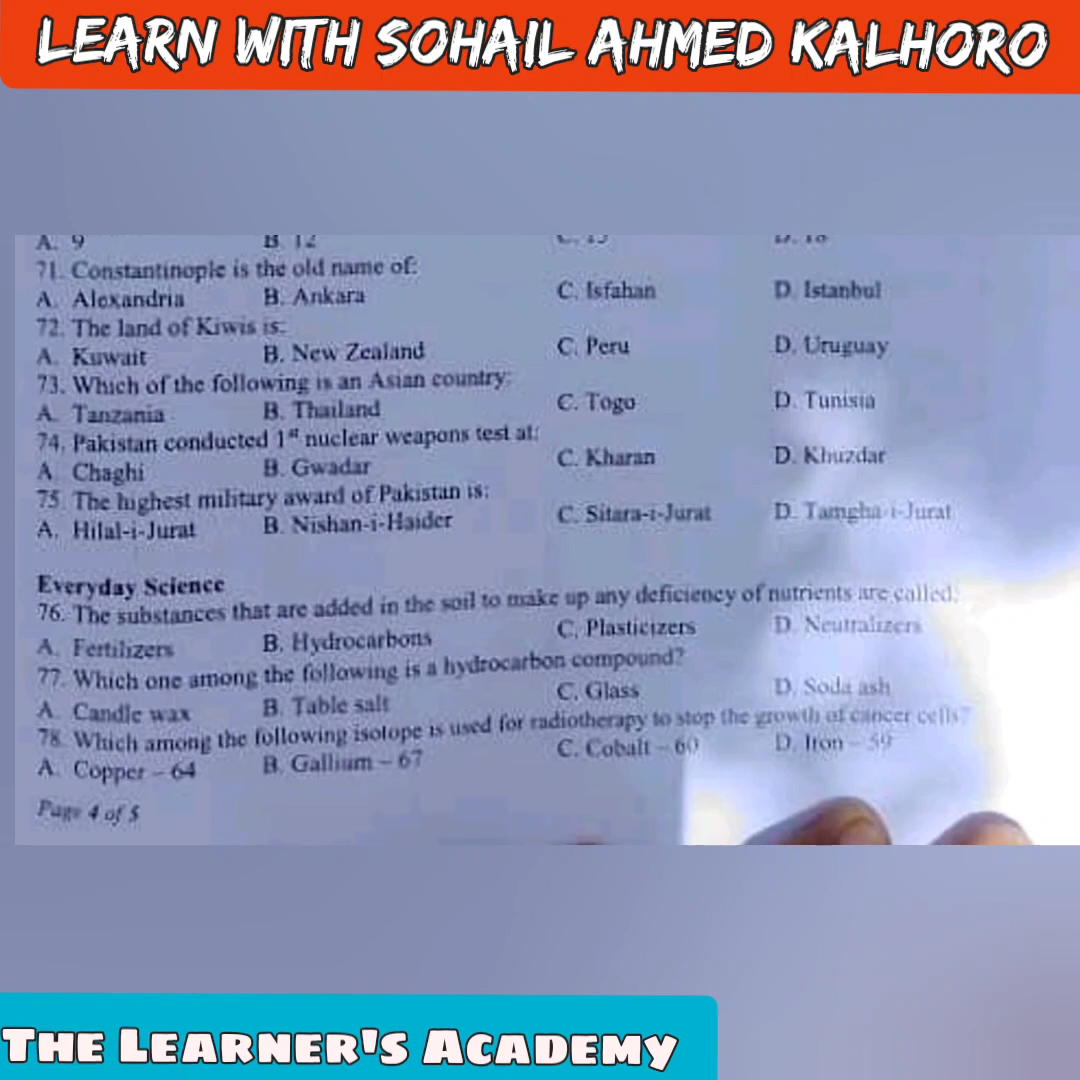 LEARN WITH SOHAIL AHMED KALHORO
A. 9 B. 12
71. Constantinople is the old name of:
A. Alexandria B. Ankara C. Isfahan D. Istanbul
72. The land of Kiwis is:
A. Kuwait B. New Zealand C. Peru D. Uruguay
73. Which of the following is an Asian country:
A. Tanzania B. Thailand C. Togo D. Tunisia
74. Pakistan conducted 1st nuclear weapons test at:
A. Chaghi B. Gwadar C. Kharan D. Khuzdar
75 The highest military award of Pakistan is:
A. Hilal-i-Jurat B. Nishan-i-Haider C. Sitara-i-Jurat D. Tamgha-i-Jurat
Everyday Science
76. The substances that are added in the soil to make up any deficiency of nutrients are called:
A. Fertilizers B. Hydrocarbons C. Plasticizers D. Neutralizers
77. Which one among the following is a hydrocarbon compound?
A. Candle wax B. Table salt C. Glass D. Soda ash
78. Which among the following isotope is used for radiotherapy to stop the growth of cancer cells?
A. Copper – 64 B. Gallium – 67 C. Cobalt – 60 D. Iron – 59
Page 4 of 5
THE LEARNER'S ACADEMY